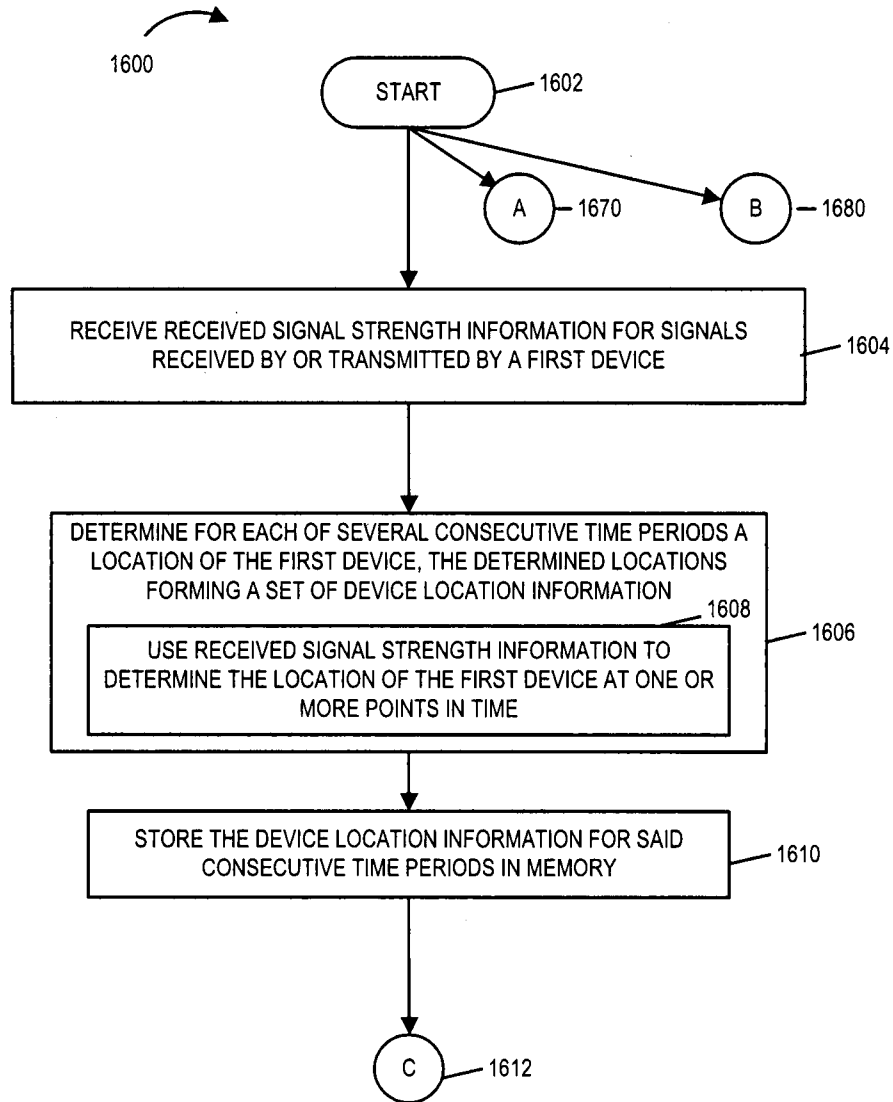 1600
START
1602
A
1670
B
1680
RECEIVE RECEIVED SIGNAL STRENGTH INFORMATION FOR SIGNALS
RECEIVED BY OR TRANSMITTED BY A FIRST DEVICE
1604
DETERMINE FOR EACH OF SEVERAL CONSECUTIVE TIME PERIODS A
LOCATION OF THE FIRST DEVICE, THE DETERMINED LOCATIONS
FORMING A SET OF DEVICE LOCATION INFORMATION
1608
USE RECEIVED SIGNAL STRENGTH INFORMATION TO
DETERMINE THE LOCATION OF THE FIRST DEVICE AT ONE OR
MORE POINTS IN TIME
1606
STORE THE DEVICE LOCATION INFORMATION FOR SAID
CONSECUTIVE TIME PERIODS IN MEMORY
1610
C
1612